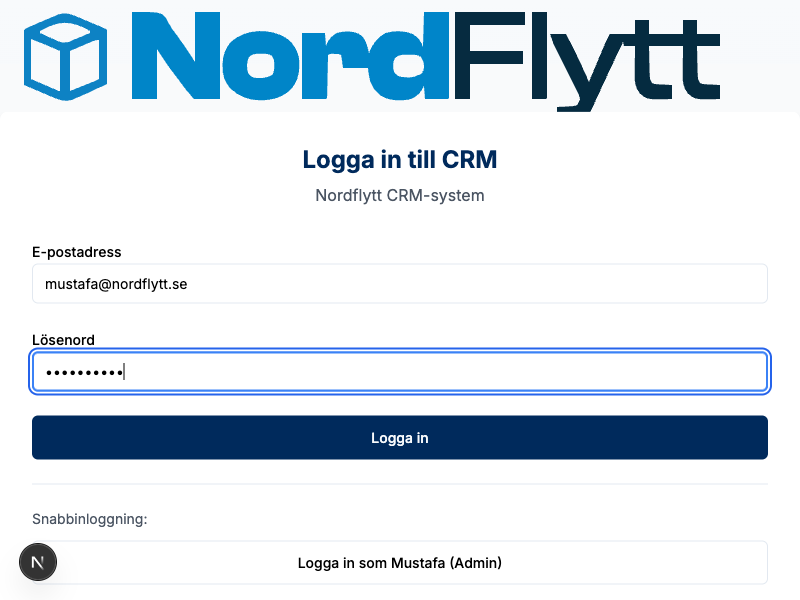 NordFlytt
Logga in till CRM
Nordflytt CRM-system
E-postadress
mustafa@nordflytt.se
Lösenord
••••••••••
Logga in
Snabbinloggning:
Logga in som Mustafa (Admin)
N